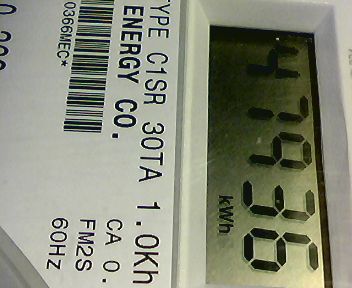 47936
kWh
TYPE C1SR 30TA 1.0Kh
ENERGY CO.
CA 0.
FM2S
60HZ
0366MEC*